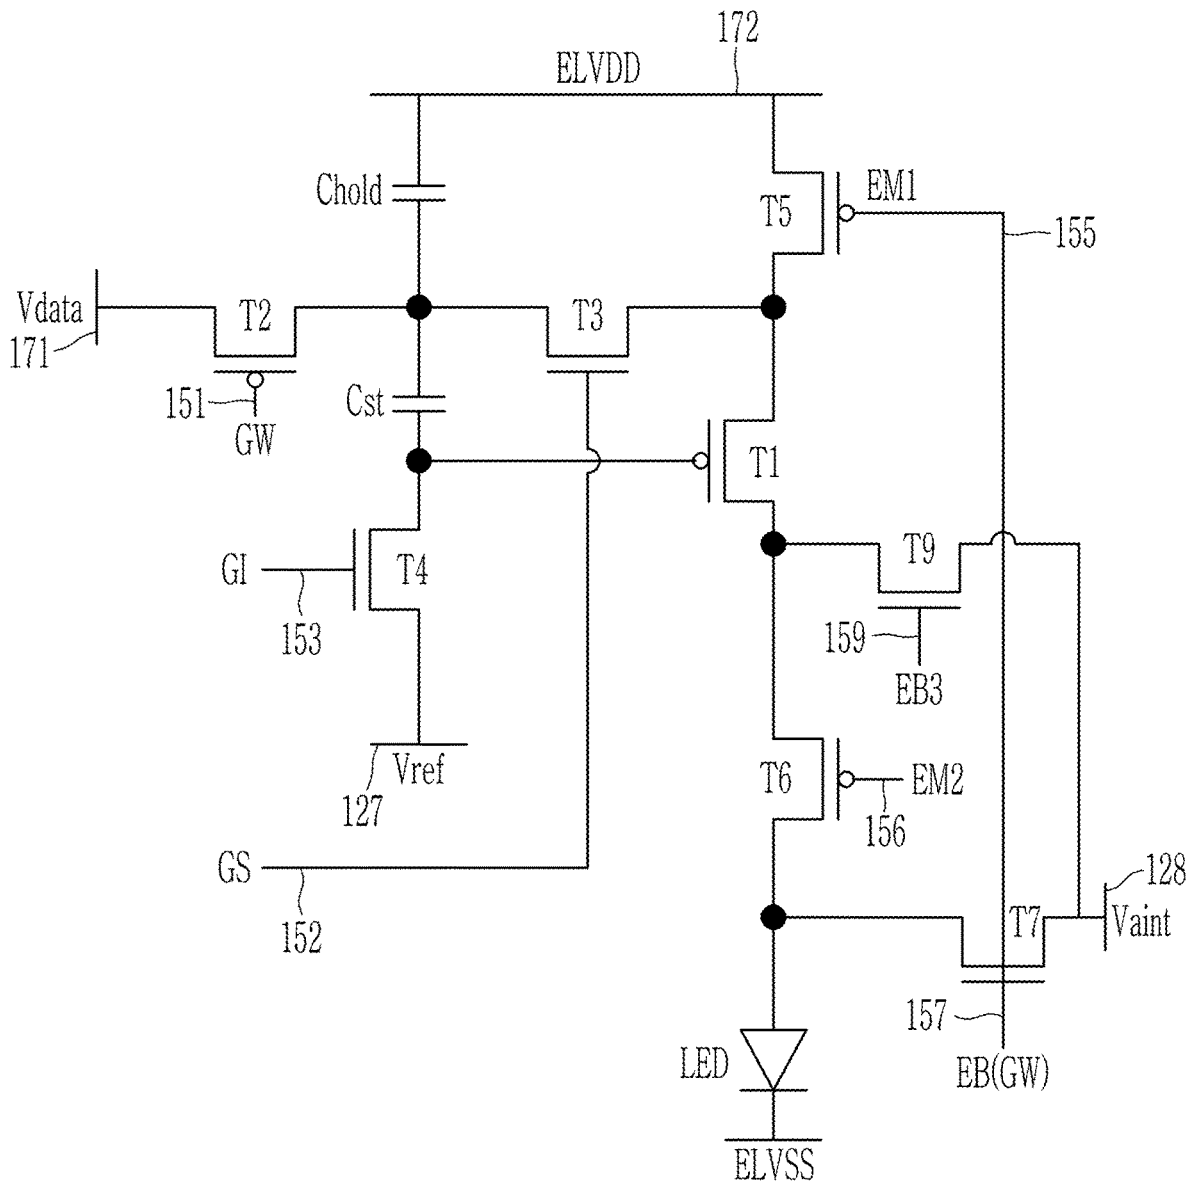 172
ELVDD
Chold
T5
EM1
155
Vdata
171
T2
T3
151
GW
Cst
T1
GI
T4
153
T9
159
EB3
Vref
127
T6
EM2
156
GS
152
128
T7
Vaint
157
LED
EB(GW)
ELVSS